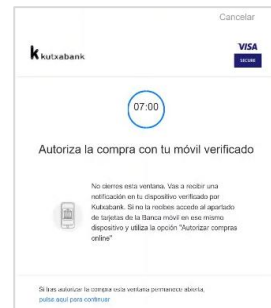 Cancelar
kutxabank
VISA
SECURE
07:00
Autoriza la compra con tu móvil verificado
No cierres esta ventana. Vas a recibir una
notificación en tu dispositivo verificado por
Kutxabank. Si no la recibes accede al apartado
de tarjetas de la Banca móvil en ese mismo
dispositivo y utiliza la opción "Autorizar compras
online"
Si tras autorizar la compra esta ventana permanece abierta,
pulsa aquí para continuar